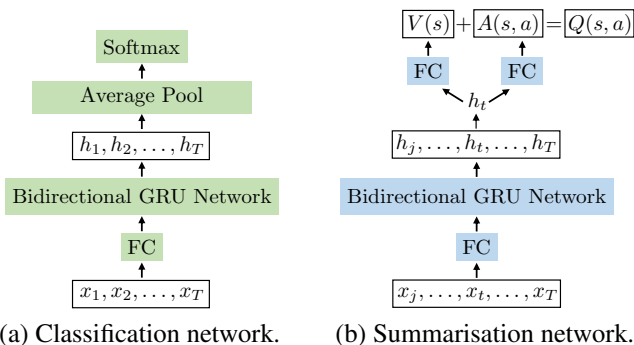 Softmax
Average Pool
h_1, h_2, . . . , h_T
Bidirectional GRU Network
FC
x_1, x_2, . . . , x_T
(a) Classification network.
V(s) + A(s, a) = Q(s, a)
FC FC
h_t
h_j, . . . , h_t, . . . , h_T
Bidirectional GRU Network
FC
x_j, . . . , x_t, . . . , x_T
(b) Summarisation network.